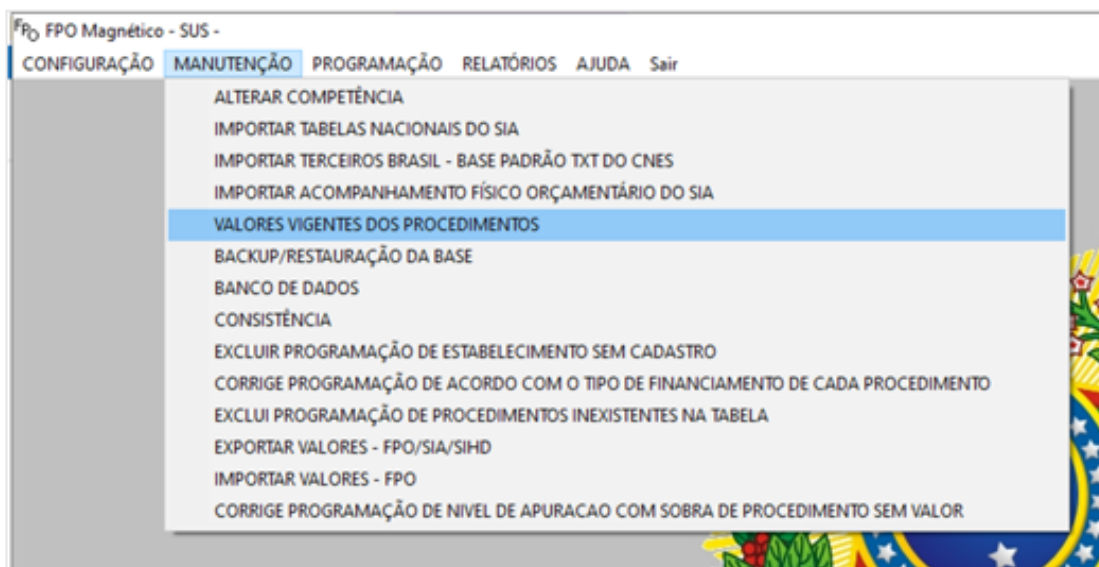 FPO FPO Magnético - SUS -
CONFIGURAÇÃO MANUTENÇÃO PROGRAMAÇÃO RELATÓRIOS AJUDA Sair
ALTERAR COMPETÊNCIA
IMPORTAR TABELAS NACIONAIS DO SIA
IMPORTAR TERCEIROS BRASIL - BASE PADRÃO TXT DO CNES
IMPORTAR ACOMPANHAMENTO FÍSICO ORÇAMENTÁRIO DO SIA
VALORES VIGENTES DOS PROCEDIMENTOS
BACKUP/RESTAURAÇÃO DA BASE
BANCO DE DADOS
CONSISTÊNCIA
EXCLUIR PROGRAMAÇÃO DE ESTABELECIMENTO SEM CADASTRO
CORRIGE PROGRAMAÇÃO DE ACORDO COM O TIPO DE FINANCIAMENTO DE CADA PROCEDIMENTO
EXCLUI PROGRAMAÇÃO DE PROCEDIMENTOS INEXISTENTES NA TABELA
EXPORTAR VALORES - FPO/SIA/SIHD
IMPORTAR VALORES - FPO
CORRIGE PROGRAMAÇÃO DE NIVEL DE APURACAO COM SOBRA DE PROCEDIMENTO SEM VALOR